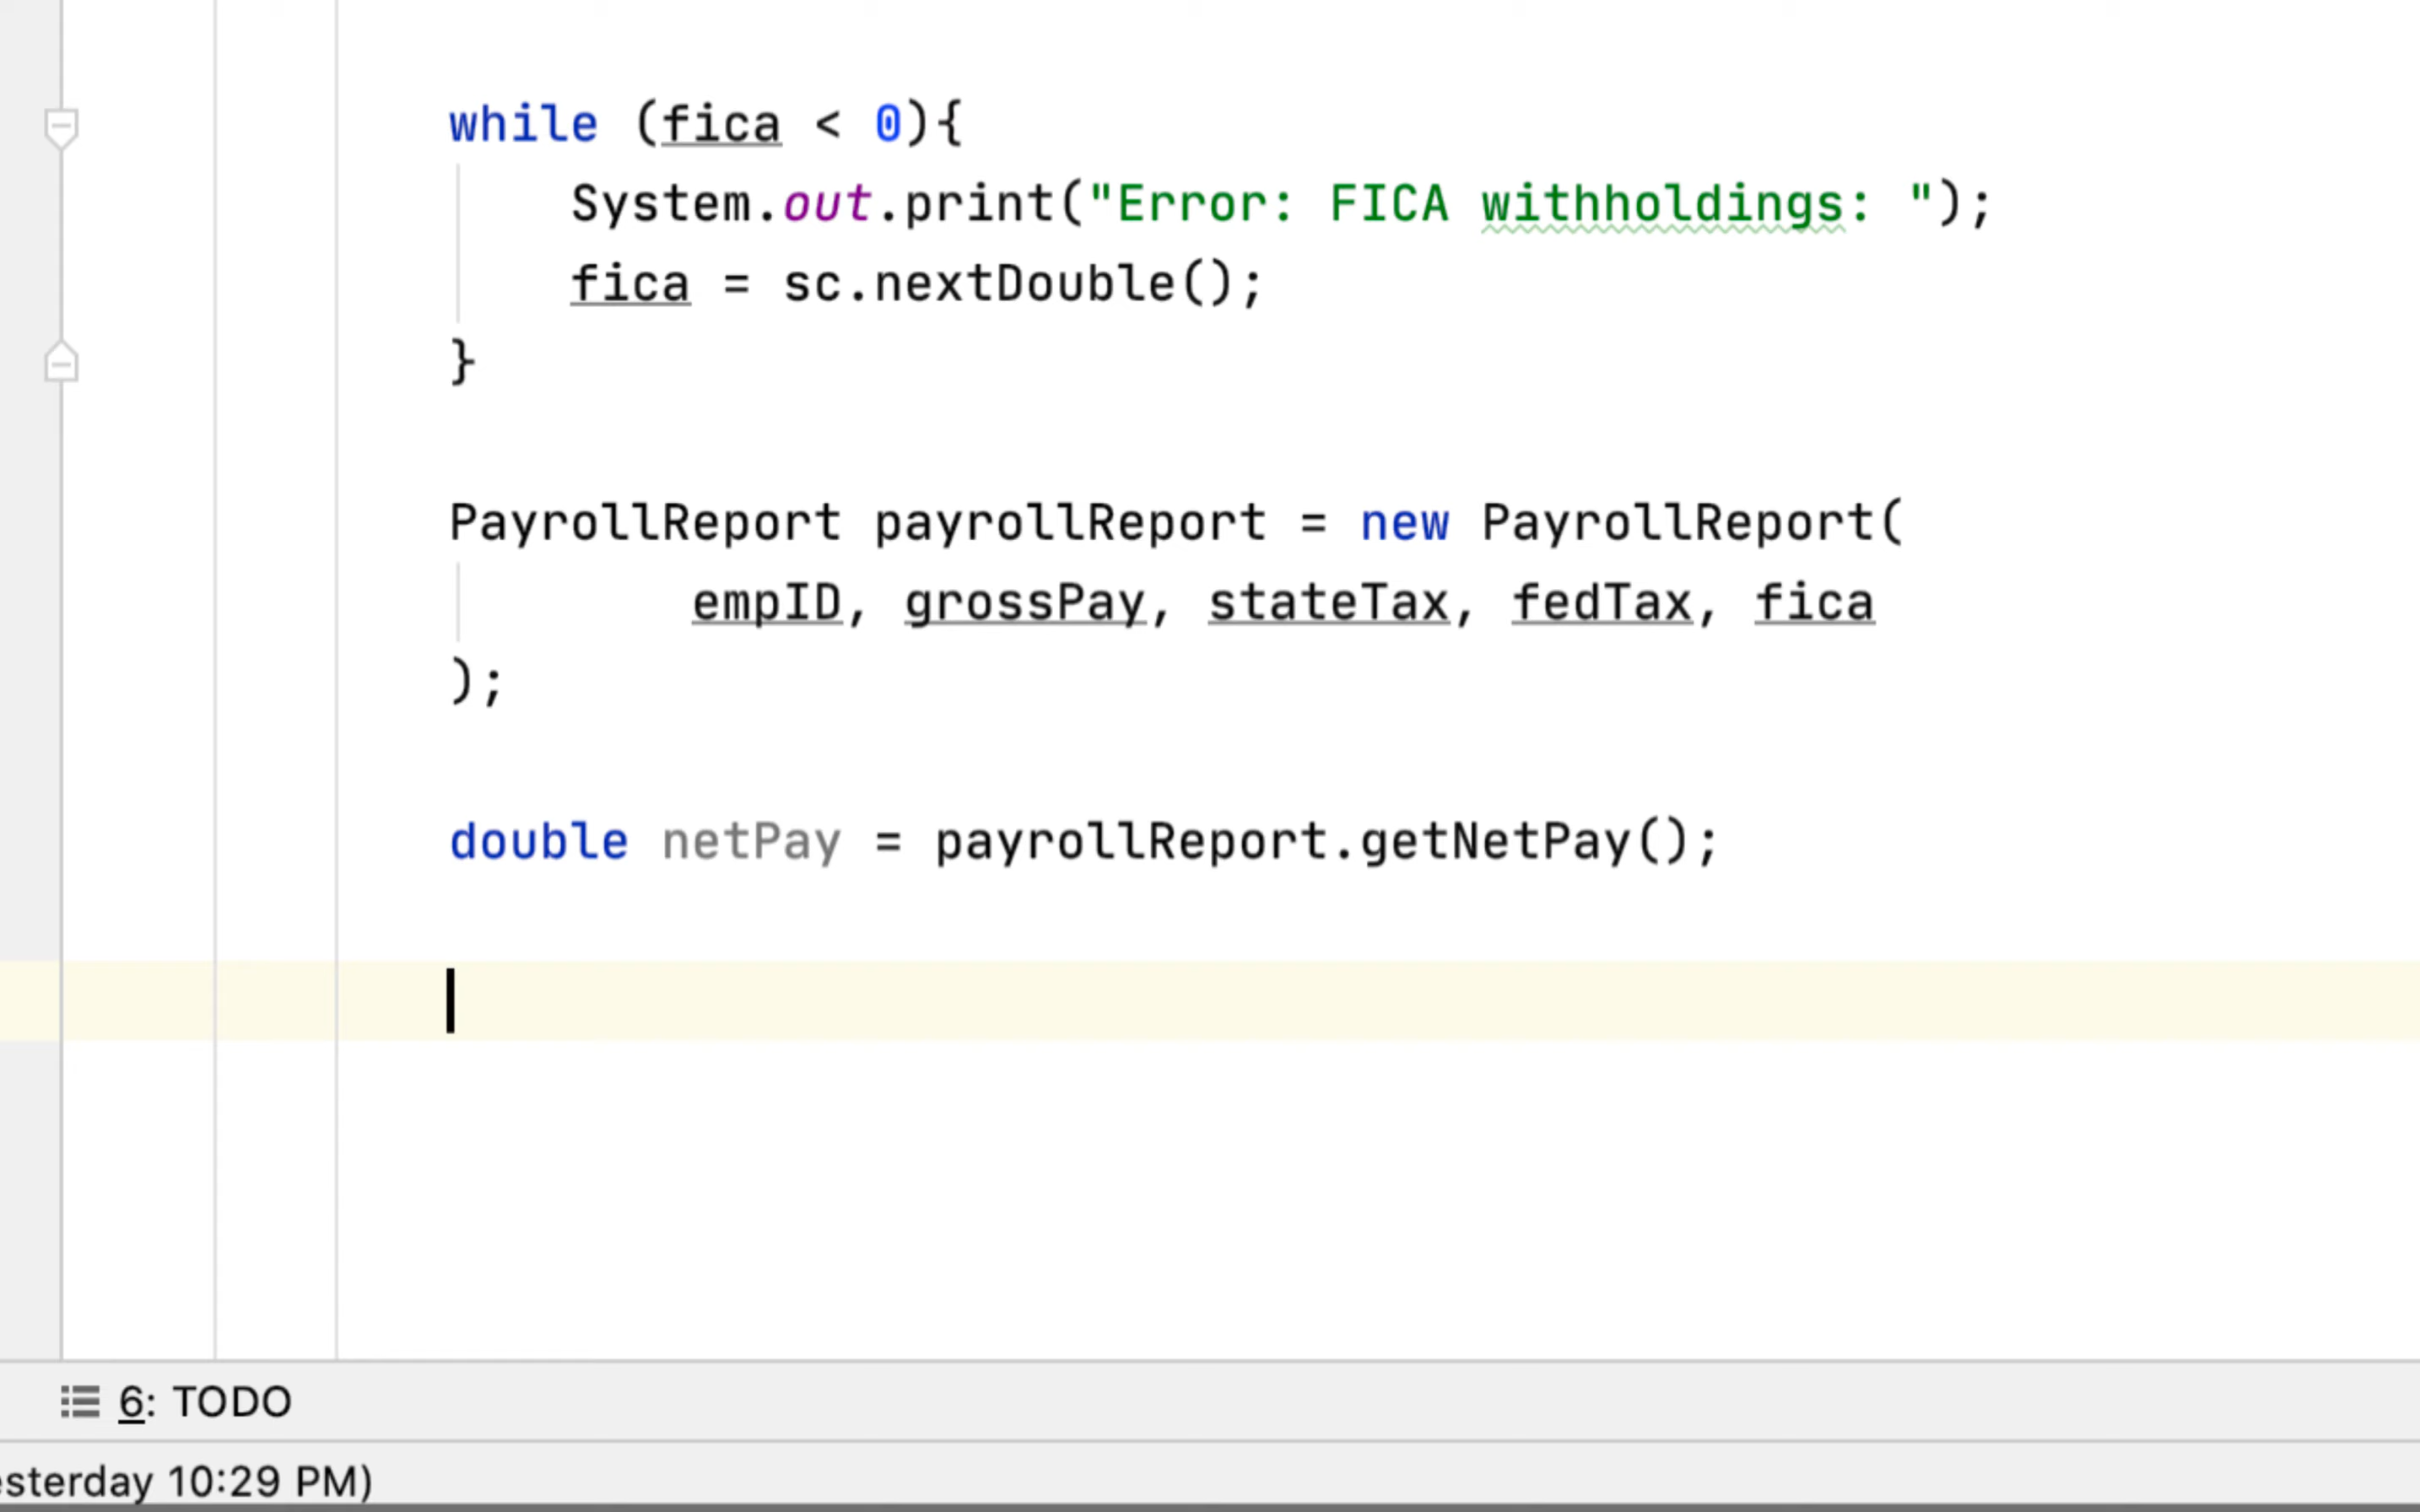 while (fica < 0){
System.out.print("Error: FICA withholdings: ");
fica = sc.nextDouble();
}
PayrollReport payrollReport = new PayrollReport(
empID, grossPay, stateTax, fedTax, fica
);
double netPay = payrollReport.getNetPay();
6: TODO
esterday 10:29 PM)